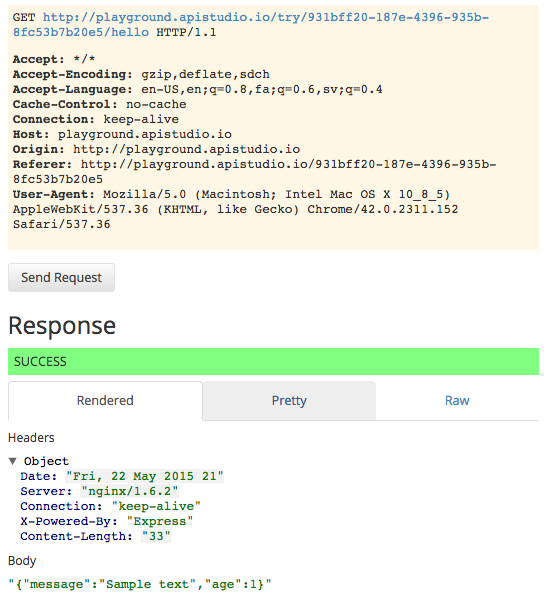 GET http://playground.apistudio.io/try/931bff20-187e-4396-935b-
8fc53b7b20e5/hello HTTP/1.1
Accept: */*
Accept-Encoding: gzip,deflate,sdch
Accept-Language: en-US,en;q=0.8,fa;q=0.6,sv;q=0.4
Cache-Control: no-cache
Connection: keep-alive
Host: playground.apistudio.io
Origin: http://playground.apistudio.io
Referer: http://playground.apistudio.io/931bff20-187e-4396-935b-
8fc53b7b20e5
User-Agent: Mozilla/5.0 (Macintosh; Intel Mac OS X 10_8_5)
AppleWebKit/537.36 (KHTML, like Gecko) Chrome/42.0.2311.152
Safari/537.36
Send Request
Response
SUCCESS
Rendered Pretty Raw
Headers
▼ Object
Date: "Fri, 22 May 2015 21"
Server: "nginx/1.6.2"
Connection: "keep-alive"
X-Powered-By: "Express"
Content-Length: "33"
Body
"{"message":"Sample text","age":1}"